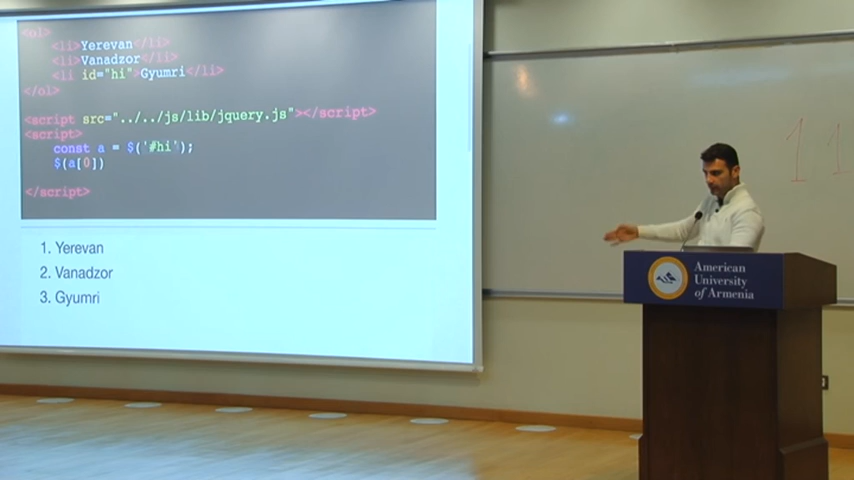 <ol>
<li>Yerevan</li>
<li>Vanadzor</li>
<li id="hi">Gyumri</li>
</ol>
<script src="../../js/lib/jquery.js"></script>
<script>
const a = $('#hi');
$(a[0])
</script>
1. Yerevan
2. Vanadzor
3. Gyumri
American
University
of Armenia
11